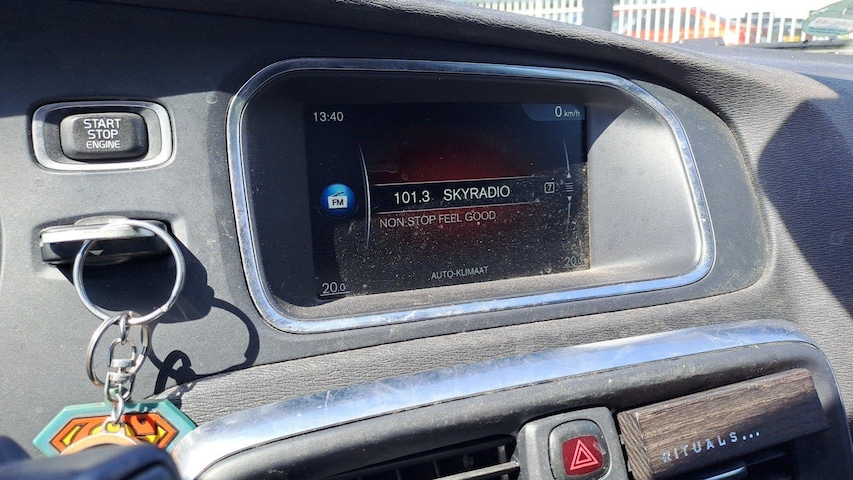 START
STOP
ENGINE
13:40
0 km/h
FM
101.3 SKYRADIO
7
NON-STOP FEEL GOOD
AUTO-KLIMAAT
20.0
RITUALS...